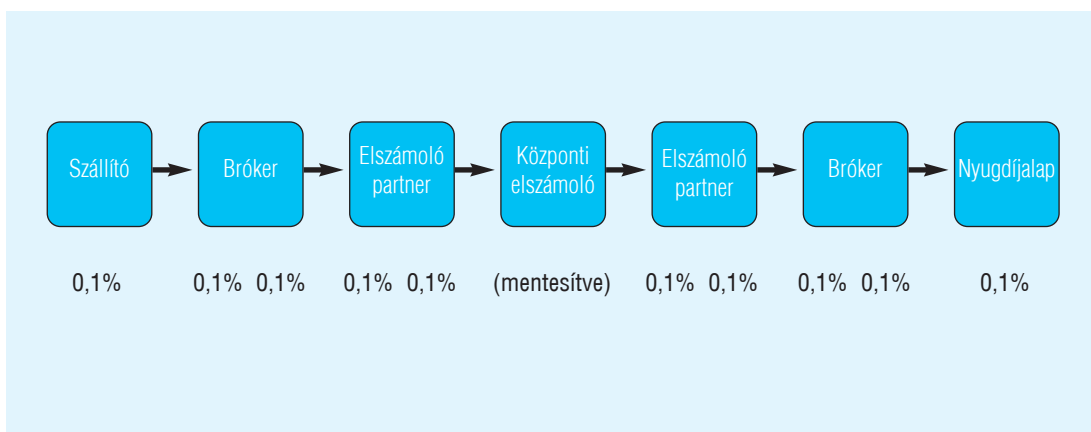 Szállító
Bróker
Elszámoló
partner
Központi
elszámoló
Elszámoló
partner
Bróker
Nyugdíjalap
0,1%
0,1% 0,1%
0,1% 0,1%
(mentesítve)
0,1% 0,1%
0,1% 0,1%
0,1%